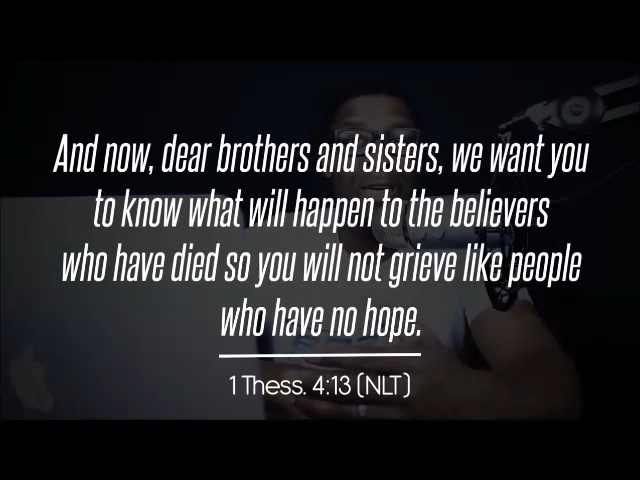 And now, dear brothers and sisters, we want you
to know what will happen to the believers
who have died so you will not grieve like people
who have no hope.
1 Thess. 4:13 (NLT)